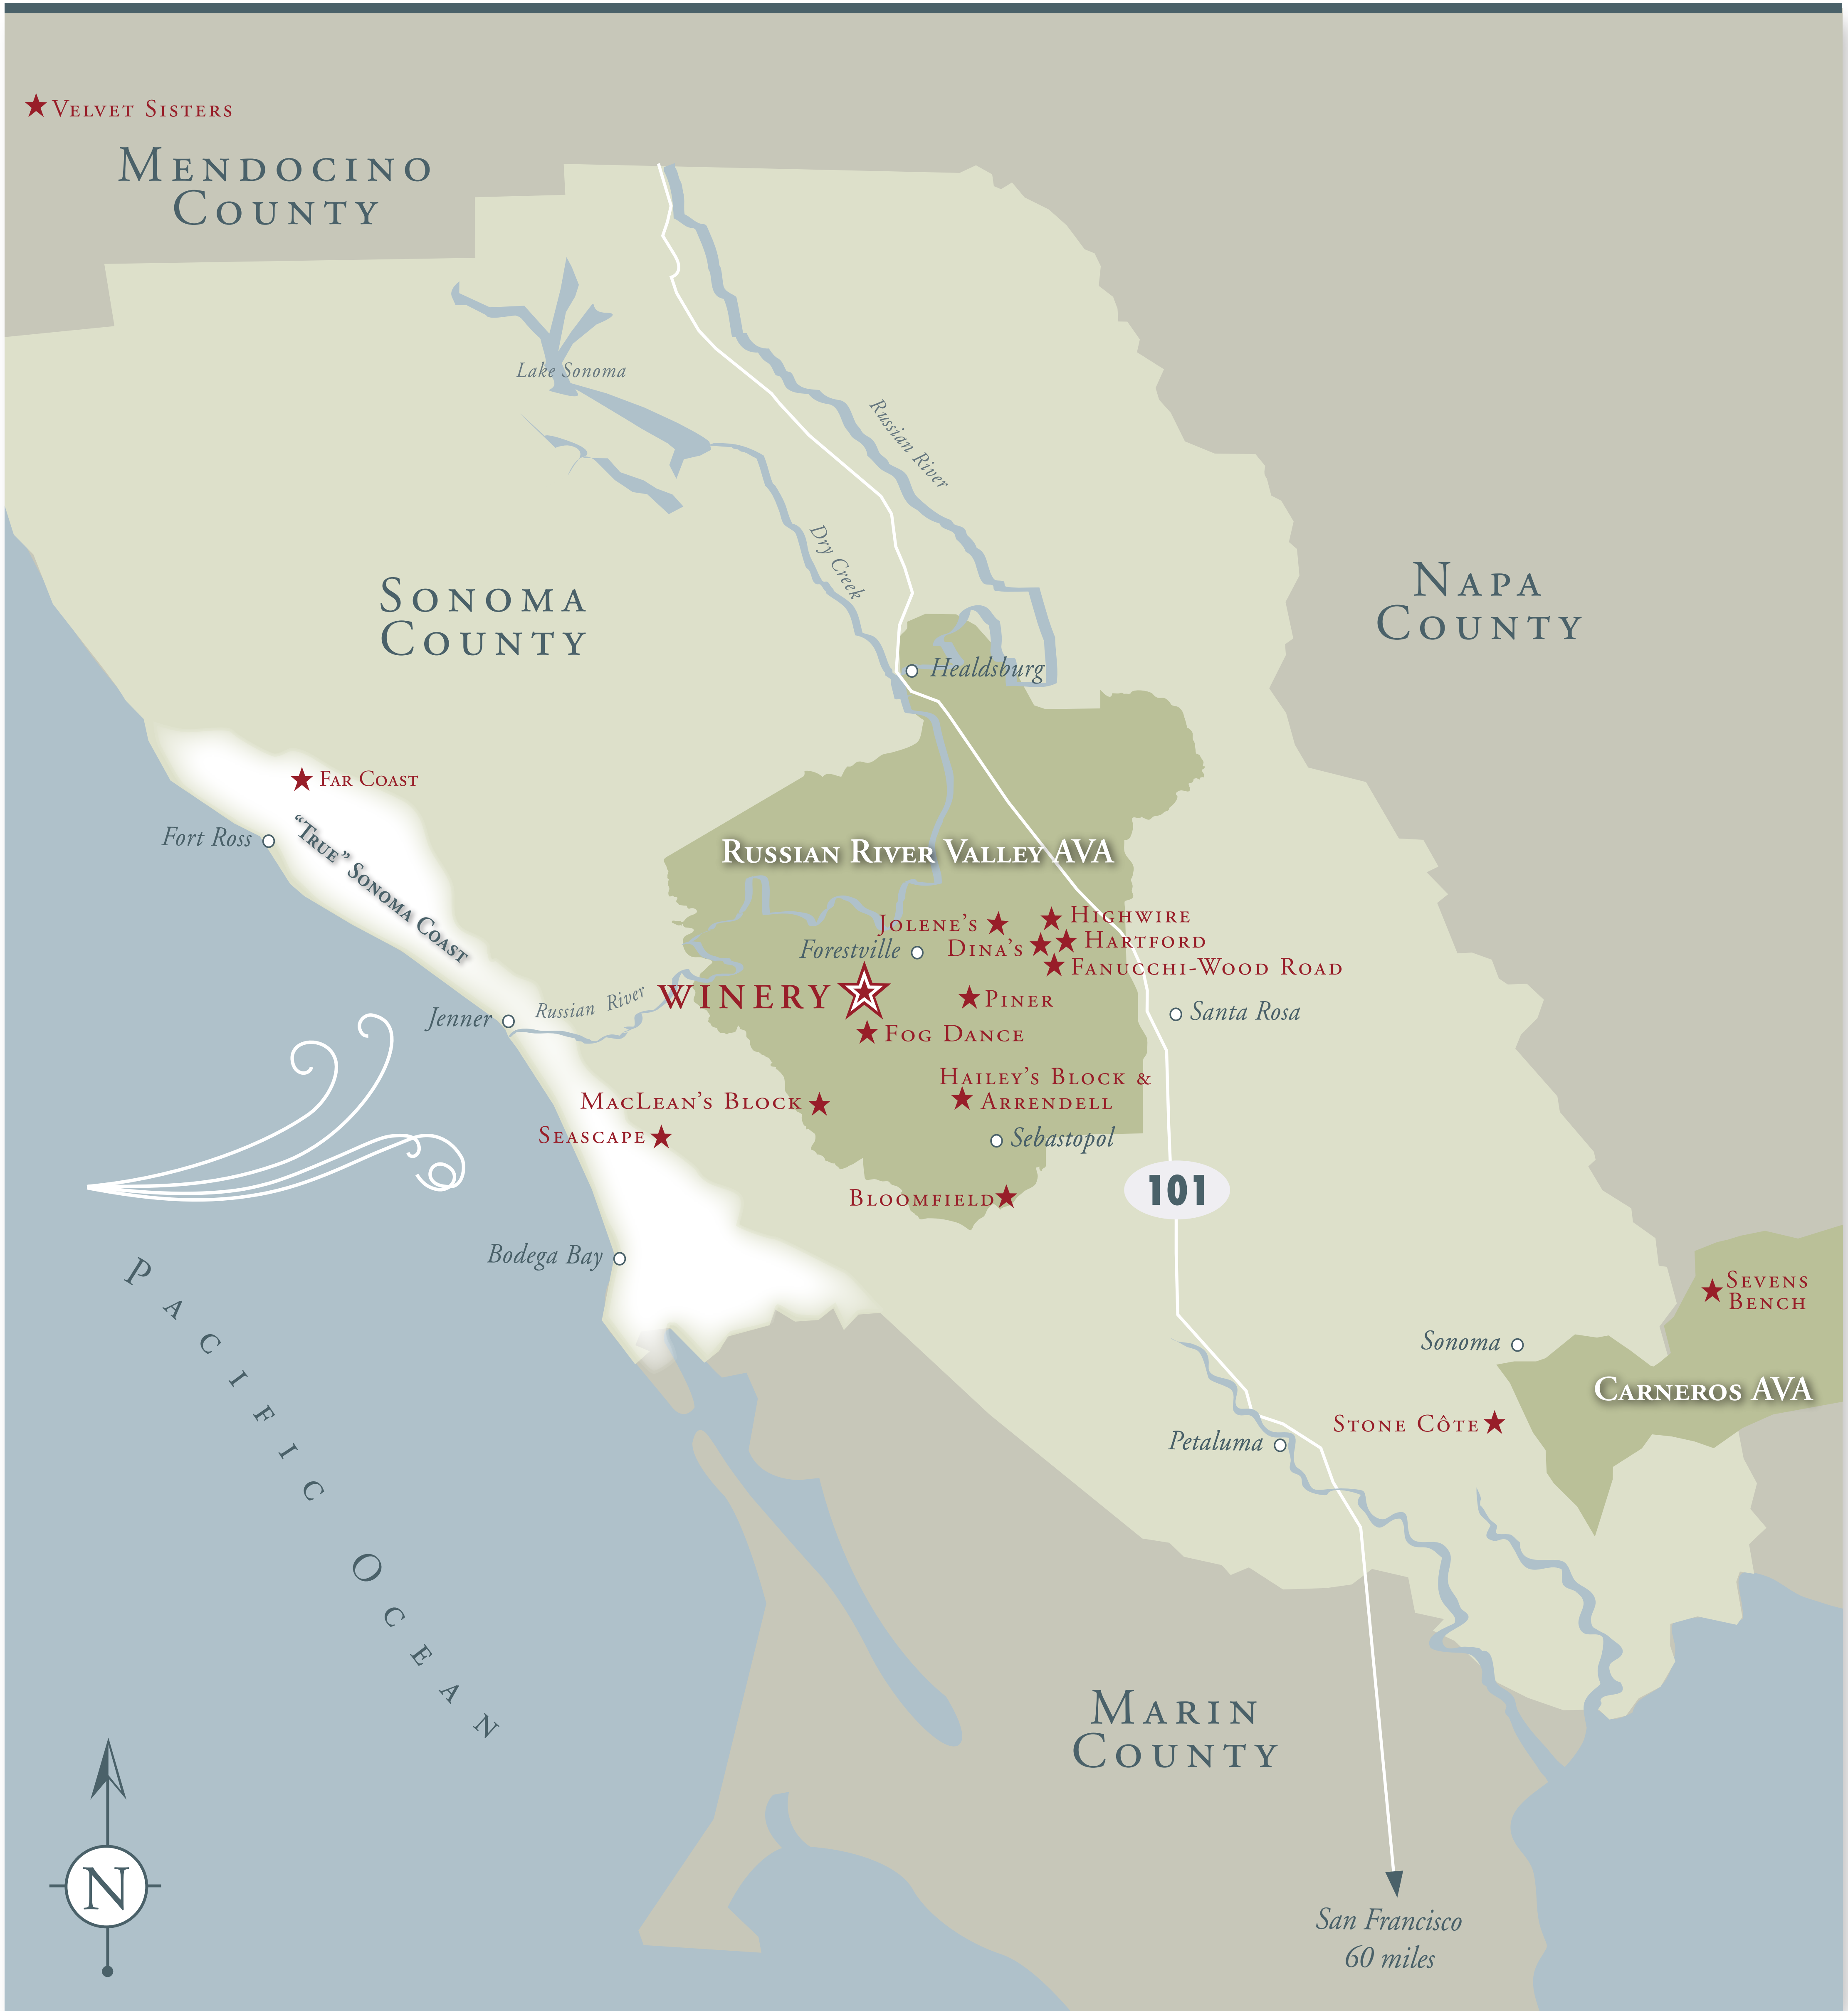 Velvet Sisters
Mendocino
County
Lake Sonoma
Russian River
Dry Creek
Sonoma
County
Napa
County
Healdsburg
Far Coast
Fort Ross
“True” Sonoma Coast
Russian River Valley AVA
Jolene’s
Highwire
Hartford
Forestville
Dina’s
Fanucchi-Wood Road
Winery
Piner
Santa Rosa
Jenner
Russian River
Fog Dance
Hailey’s Block &
Arrendell
MacLean’s Block
Seascape
Sebastopol
101
Bloomfield
Bodega Bay
Sevens
Bench
Sonoma
Carneros AVA
Stone Côte
Petaluma
Pacific Ocean
Marin
County
N
San Francisco
60 miles